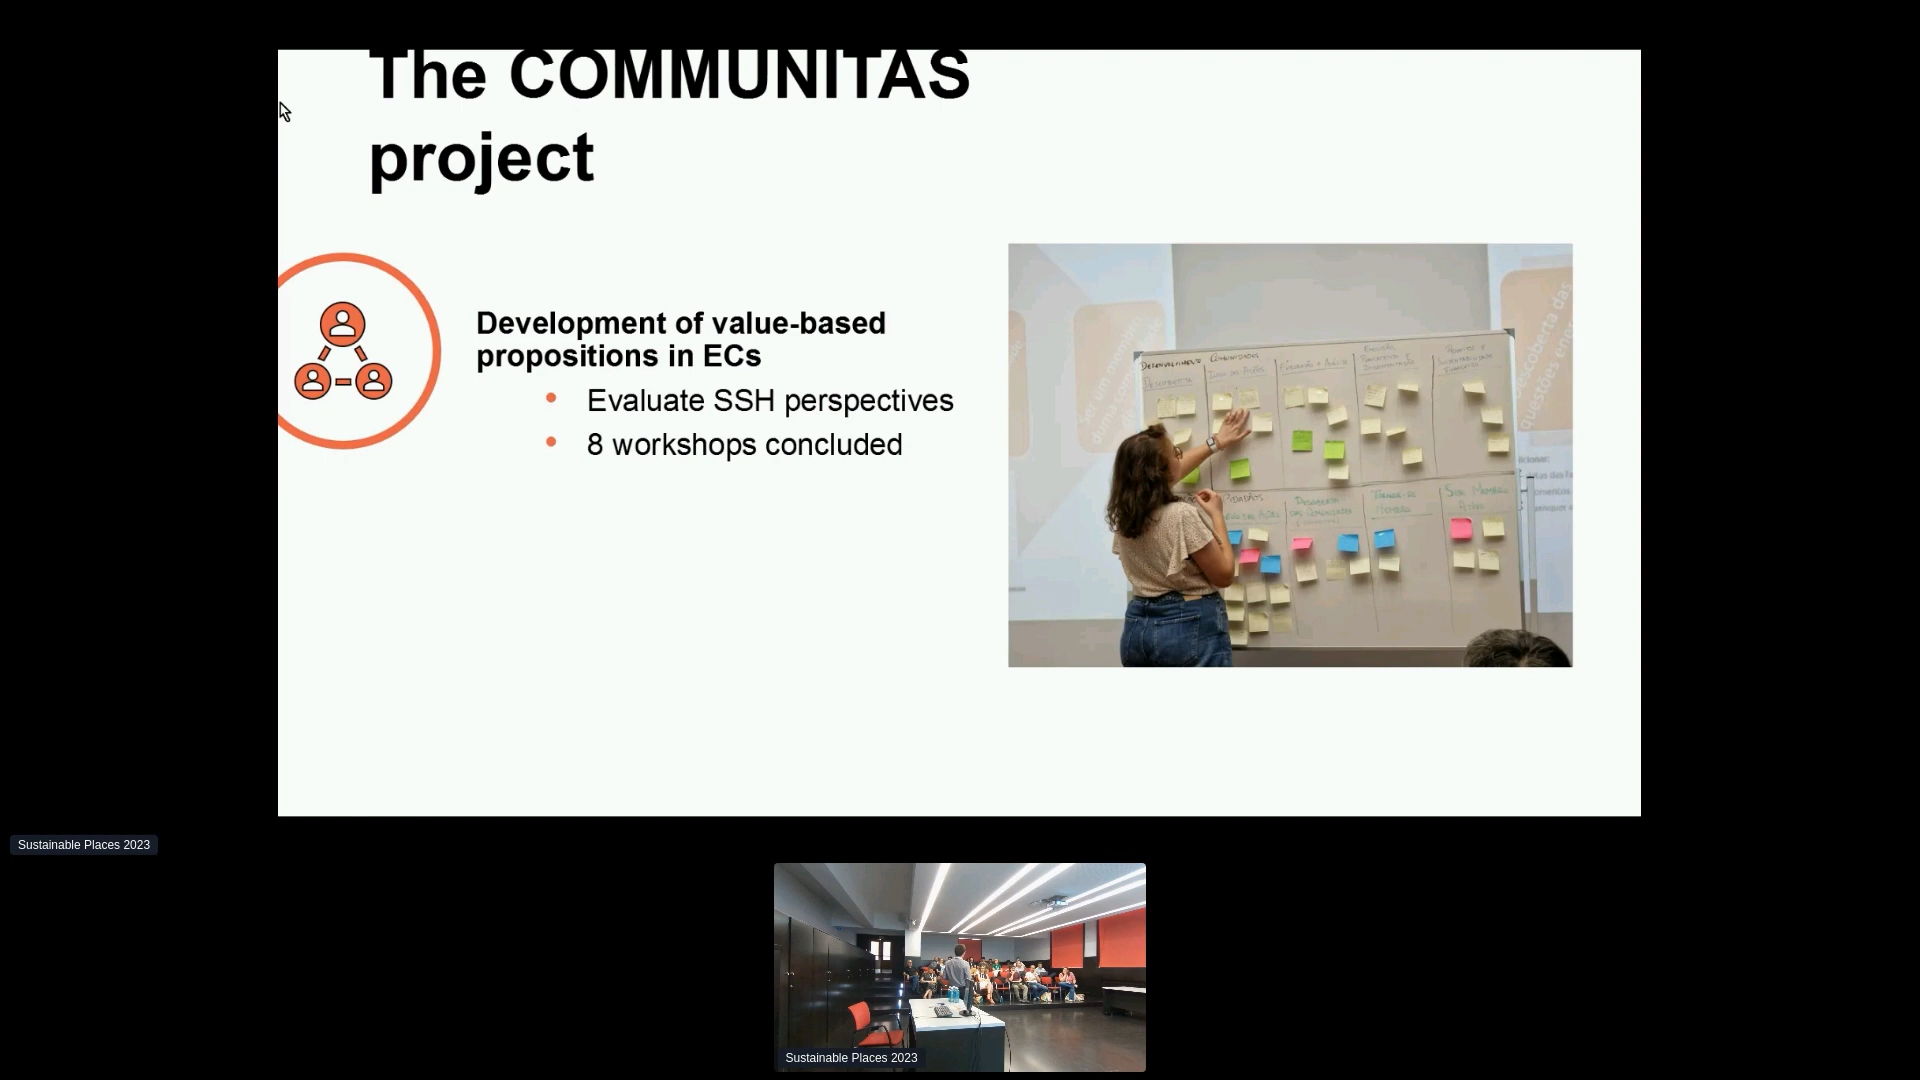 The COMMUNITAS
project
Development of value-based
propositions in ECs
Evaluate SSH perspectives
8 workshops concluded
Sustainable Places 2023
Sustainable Places 2023